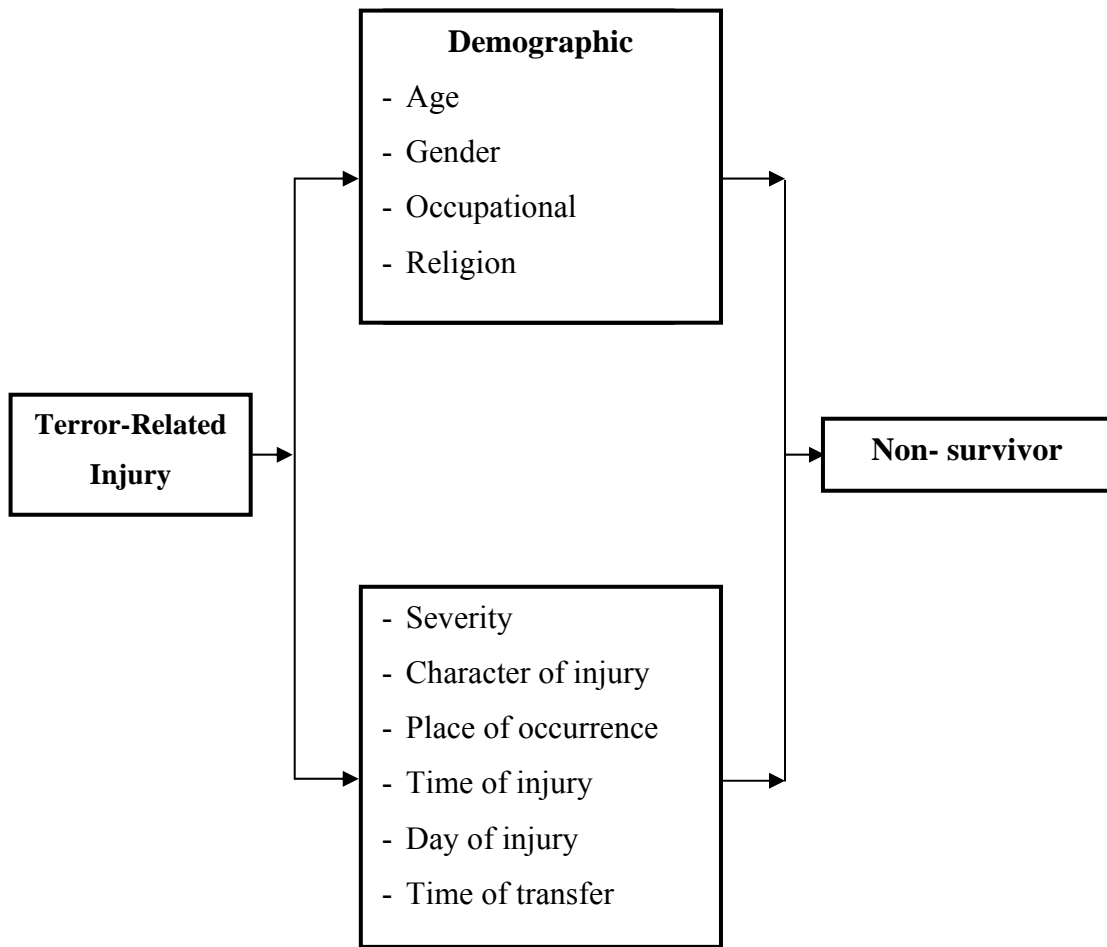 Demographic
- Age
- Gender
- Occupational
- Religion
Terror-Related
Injury
Non- survivor
- Severity
- Character of injury
- Place of occurrence
- Time of injury
- Day of injury
- Time of transfer